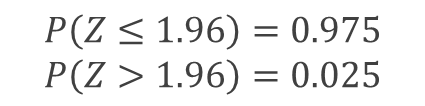 P(Z ≤ 1.96) = 0.975
P(Z > 1.96) = 0.025